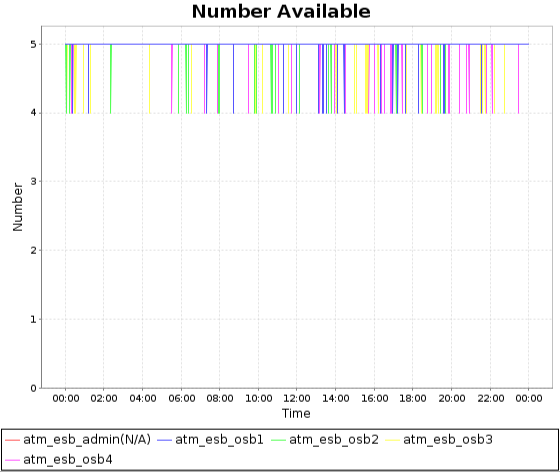 Number Available
5
4
3
2
1
0
Number
00:00 02:00 04:00 06:00 08:00 10:00 12:00 14:00 16:00 18:00 20:00 22:00 00:00
Time
atm_esb_admin(N/A) atm_esb_osb1 atm_esb_osb2 atm_esb_osb3
atm_esb_osb4